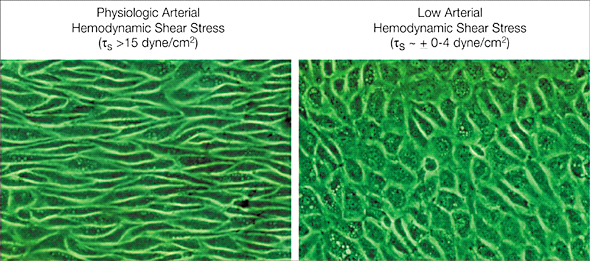 Physiologic Arterial
Hemodynamic Shear Stress
(τS >15 dyne/cm2)
Low Arterial
Hemodynamic Shear Stress
(τS ~ ± 0-4 dyne/cm2)